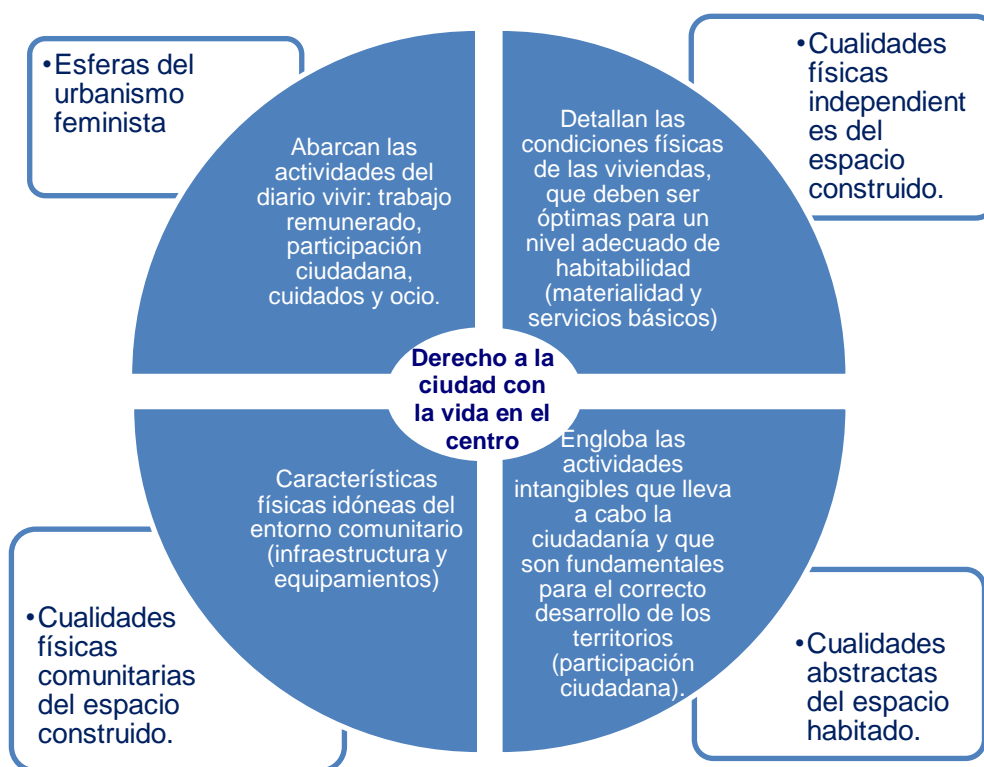 •Esferas del
urbanismo
feminista
Abarcan las
actividades del
diario vivir: trabajo
remunerado,
participación
ciudadana,
cuidados y ocio.
•Cualidades
físicas
independient
es del
espacio
construido.
Detallan las
condiciones físicas
de las viviendas,
que deben ser
óptimas para un
nivel adecuado de
habitabilidad
(materialidad y
servicios básicos)
Derecho a la
ciudad con
la vida en el
centro
Características
físicas idóneas del
entorno comunitario
(infraestructura y
equipamientos)
•Cualidades
físicas
comunitarias
del espacio
construido.
Engloba las
actividades
intangibles que lleva
a cabo la
ciudadanía y que
son fundamentales
para el correcto
desarrollo de los
territorios
(participación
ciudadana).
•Cualidades
abstractas
del espacio
habitado.